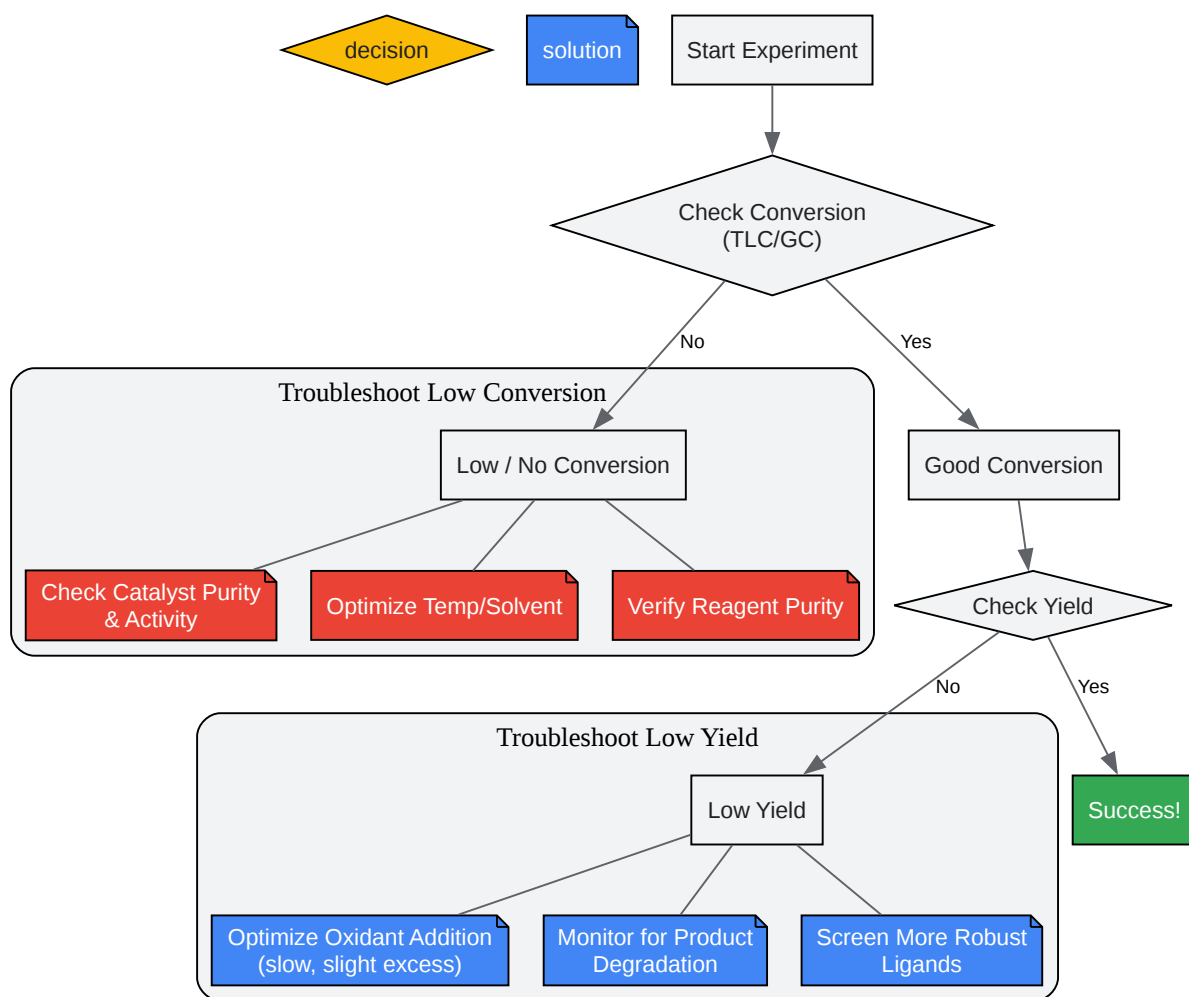 decision
solution
Start Experiment
Check Conversion
(TLC/GC)
No
Yes
Troubleshoot Low Conversion
Low / No Conversion
Good Conversion
Check Catalyst Purity
& Activity
Optimize Temp/Solvent
Verify Reagent Purity
Check Yield
No
Yes
Troubleshoot Low Yield
Low Yield
Success!
Optimize Oxidant Addition
(slow, slight excess)
Monitor for Product
Degradation
Screen More Robust
Ligands